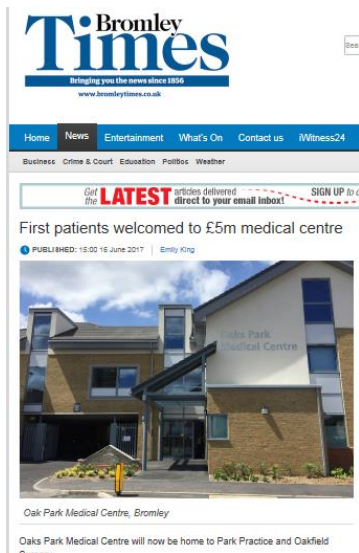 Bromley
Times
Bringing you the news since 1856
www.bromleytimes.co.uk
Sea
Home News Entertainment What's On Contact us iWitness24
Business Crime & Court Education Politics Weather
Get the LATEST articles delivered direct to your email inbox! SIGN UP to
First patients welcomed to £5m medical centre
PUBLISHED: 15:00 16 June 2017 Emily King
Oaks Park
Medical Centre
Oak Park Medical Centre, Bromley
Oaks Park Medical Centre will now be home to Park Practice and Oakfield